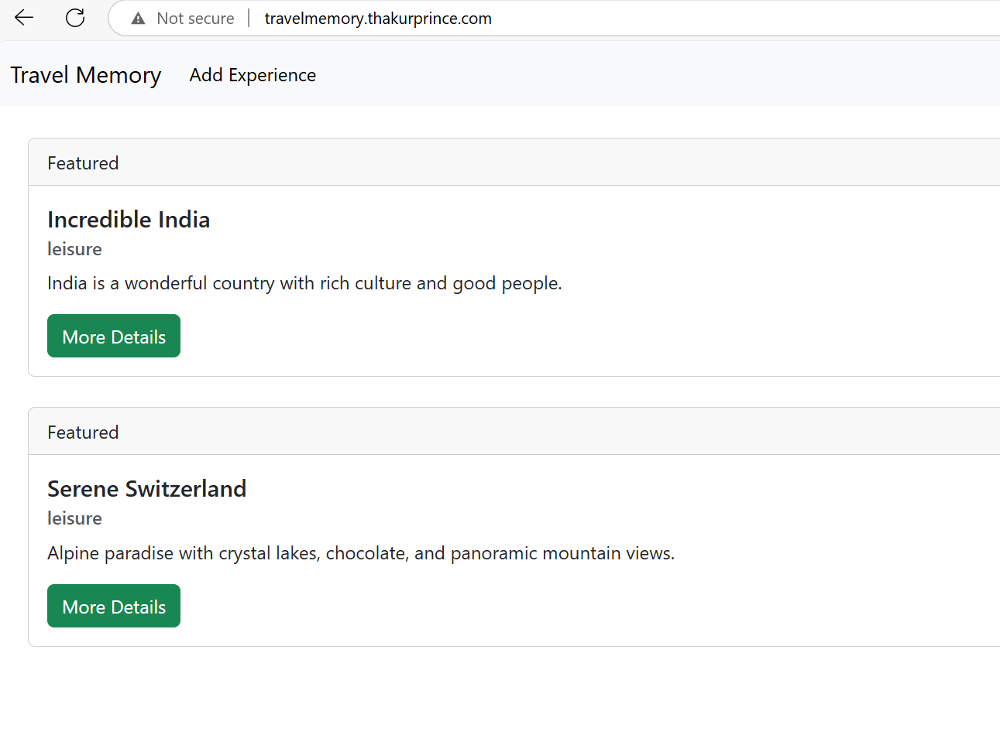 Not secure travelmemory.thakurprince.com
Travel Memory Add Experience
Featured
Incredible India
leisure
India is a wonderful country with rich culture and good people.
More Details
Featured
Serene Switzerland
leisure
Alpine paradise with crystal lakes, chocolate, and panoramic mountain views.
More Details